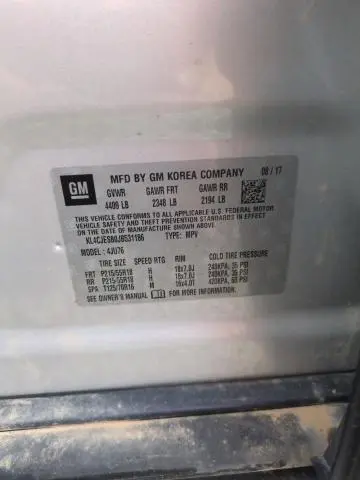 GM
MFD BY GM KOREA COMPANY 08 / 17
GVWR GAWR FRT GAWR RR
4409 LB 2348 LB 2194 LB
THIS VEHICLE CONFORMS TO ALL APPLICABLE U.S. FEDERAL MOTOR
VEHICLE SAFETY, BUMPER, AND THEFT PREVENTION STANDARDS IN EFFECT
ON THE DATE OF MANUFACTURE SHOWN ABOVE.
KL4CJESB0JB531186 TYPE: MPV
MODEL: 4JU76
TIRE SIZE SPEED RTG RIM COLD TIRE PRESSURE
FRT P215/55R18 H 18x7.0J 240KPA, 35 PSI
RR P215/55R18 H 18x7.0J 240KPA, 35 PSI
SPA T125/70R16 M 16x4.0T 420KPA, 60 PSI
SEE OWNER'S MANUAL FOR MORE INFORMATION.